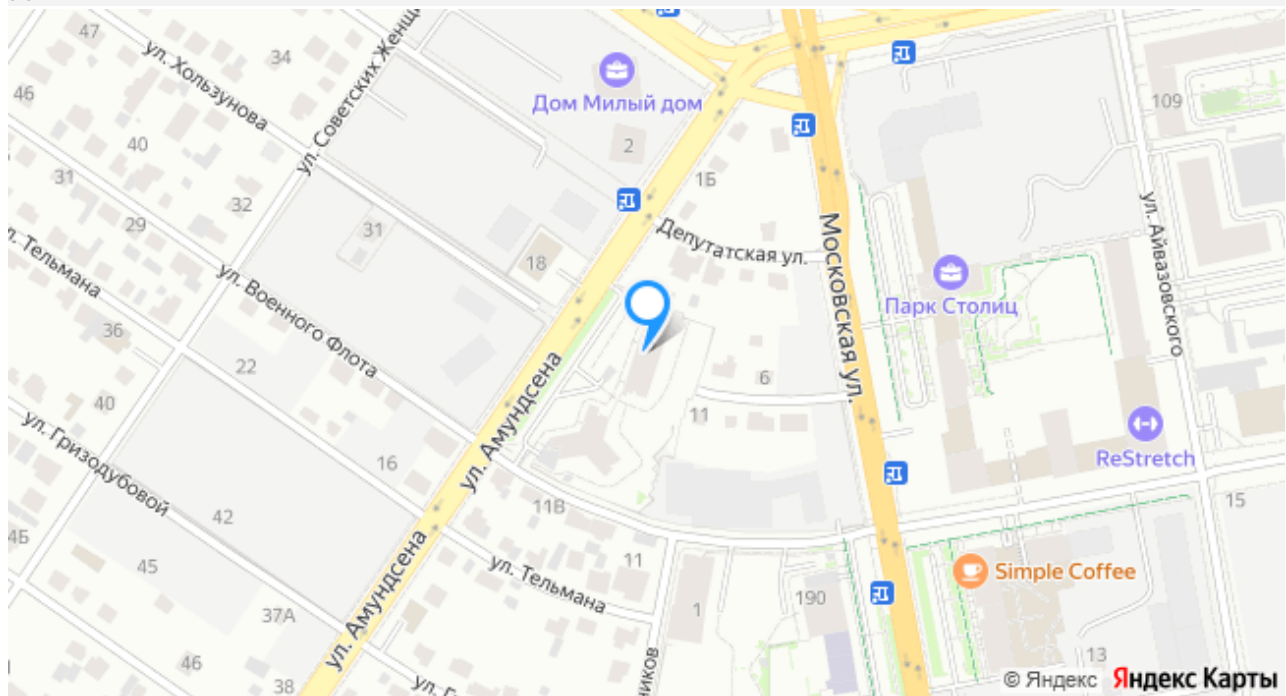 47
ул. Хользунова
34
ул. Советских Женщ
Дом Милый дом
109
46
40
2
1Б
31
32
29
31
18
Депутатская ул.
Московская ул.
Парк Столиц
ул. Айвазовского
л. Тельмана
ул. Военного Флота
36
22
6
11
40
ул. Амундсена
ReStretch
ул. Гризодубовой
16
42
11В
15
4Б
45
11
ул. Тельмана
Simple Coffee
37А
ул. Амундсена
1
190
46
38
ул. Г
ников
13
© Яндекс Яндекс Карты